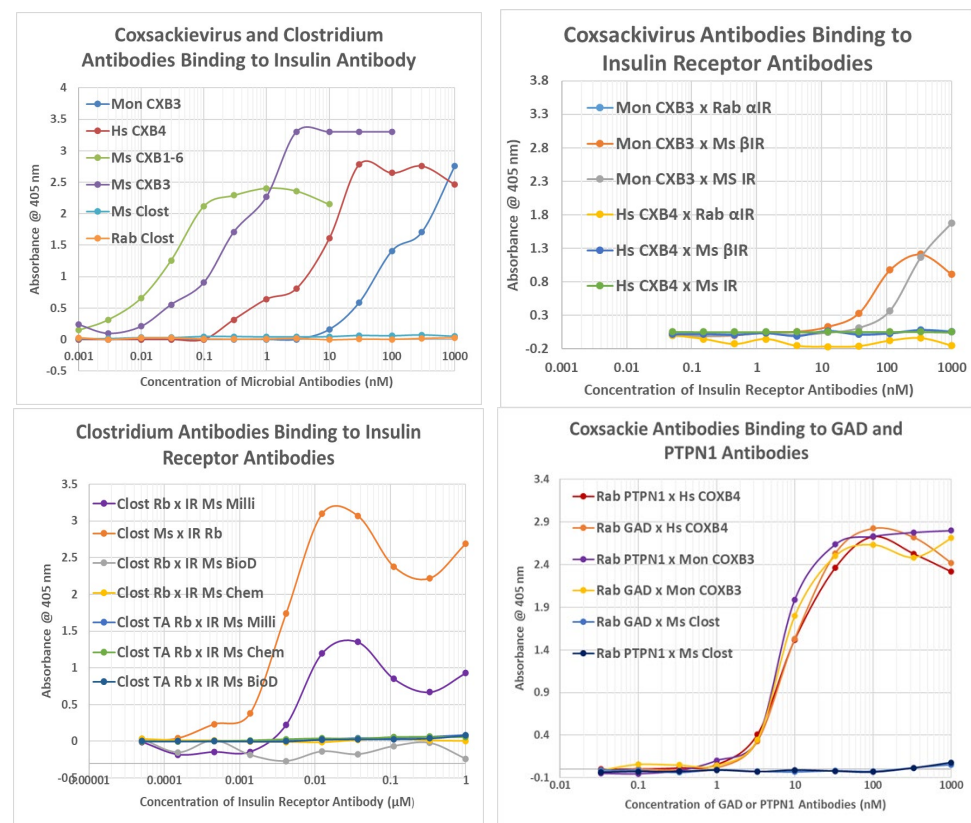 Coxsackievirus and Clostridium
Antibodies Binding to Insulin Antibody
4
3.5
3
2.5
2
1.5
1
0.5
0
-0.5
Absorbance @ 405 nm
Mon CXB3
Hs CXB4
Ms CXB1-6
Ms CXB3
Ms Clost
Rab Clost
0.001
0.01
0.1
1
10
100
1000
Concentration of Microbial Antibodies (nM)
Coxsackivirus Antibodies Binding to
Insulin Receptor Antibodies
3.8
3.3
2.8
2.3
1.8
1.3
0.8
0.3
-0.2
Absorbance @ 405 nm)
Mon CXB3 x Rab αIR
Mon CXB3 x Ms βIR
Mon CXB3 x MS IR
Hs CXB4 x Rab αIR
Hs CXB4 x Ms βIR
Hs CXB4 x Ms IR
0.001
0.01
0.1
1
10
100
1000
Concentration of Insulin Receptor Antibodies (nM)
Clostridium Antibodies Binding to Insulin
Receptor Antibodies
3.5
3
2.5
2
1.5
1
0.5
0
-0.5
Absorbance @ 405 nm
Clost Rb x IR Ms Milli
Clost Ms x IR Rb
Clost Rb x IR Ms BioD
Clost Rb x IR Ms Chem
Clost TA Rb x IR Ms Milli
Clost TA Rb x IR Ms Chem
Clost TA Rb x IR Ms BioD
0.00001
0.0001
0.001
0.01
0.1
1
Concentration of Insulin Receptor Antibody (µM)
Coxsackie Antibodies Binding to GAD and
PTPN1 Antibodies
3.4
2.9
2.4
1.9
1.4
0.9
0.4
-0.1
Absorbance @ 405 nm
Rab PTPN1 x Hs COXB4
Rab GAD x Hs COXB4
Rab PTPN1 x Mon COXB3
Rab GAD x Mon COXB3
Rab GAD x Ms Clost
Rab PTPN1 x Ms Clost
0.01
0.1
1
10
100
1000
Concentration of GAD or PTPN1 Antibodies (nM)